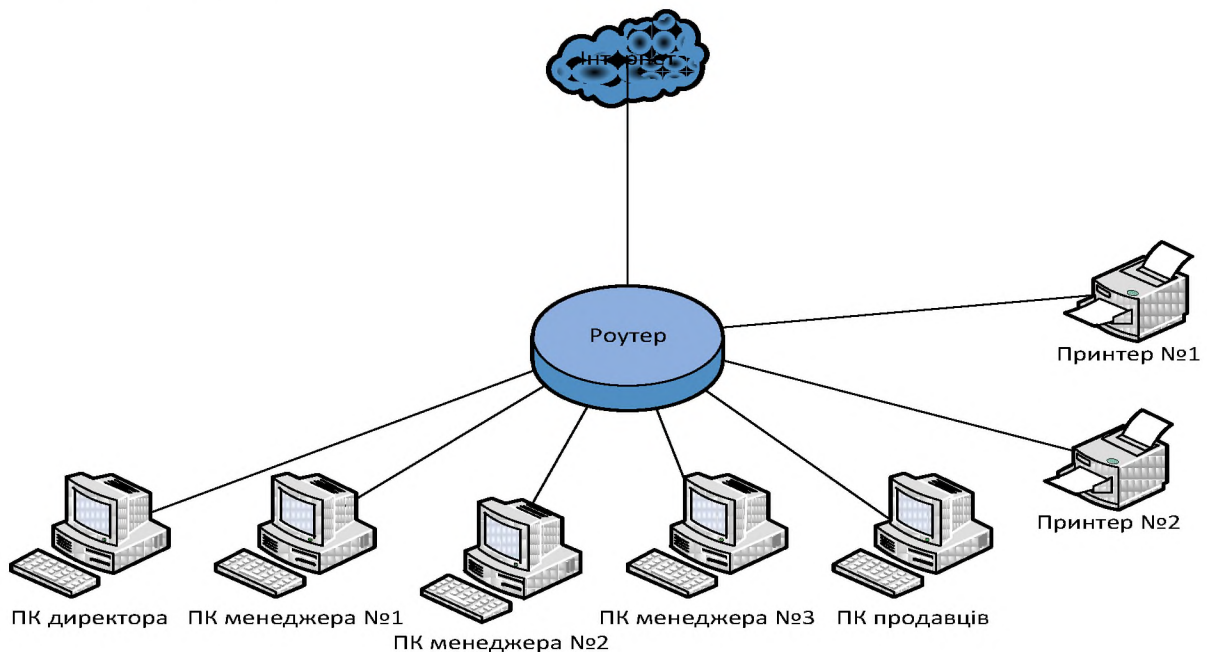 Інтернет
Роутер
Принтер №1
Принтер №2
ПК директора
ПК менеджера №1
ПК менеджера №2
ПК менеджера №3
ПК продавців